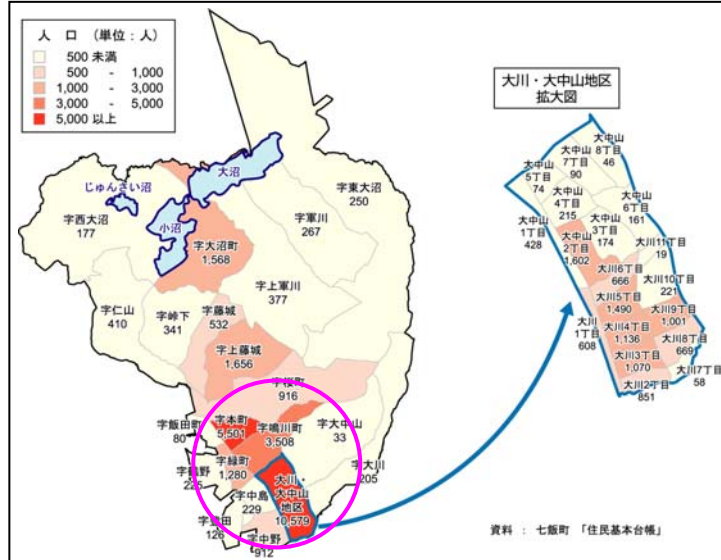 人 口 (単位:人)
500 未満
500 - 1,000
1,000 - 3,000
3,000 - 5,000
5,000 以上
大沼
じゅんさい沼
小沼
字東大沼
250
字西大沼
177
字軍川
267
字大沼町
1,568
字上軍川
377
字仁山
410
字峠下
341
字藤城
532
字上藤城
1,656
字桜町
916
字飯田町
80
字本町
5,501
字鳴川町
3,508
字大中山
33
字鶴野
225
字緑町
1,280
字大川
205
大川・
大中山
地区
10,579
字中島
229
字豊田
126
字中野
912
大川・大中山地区
拡大図
大中山
8丁目
46
大中山
7丁目
90
大中山
5丁目
74
大中山
4丁目
215
大中山
6丁目
161
大中山
3丁目
174
大中山
1丁目
428
大中山
2丁目
1,602
大川11丁目
19
大川6丁目
666
大川10丁目
221
大川5丁目
1,490
大川9丁目
1,001
大川
1丁目
608
大川4丁目
1,136
大川8丁目
669
大川3丁目
1,070
大川7丁目
58
大川2丁目
851
資料 : 七飯町 「住民基本台帳」